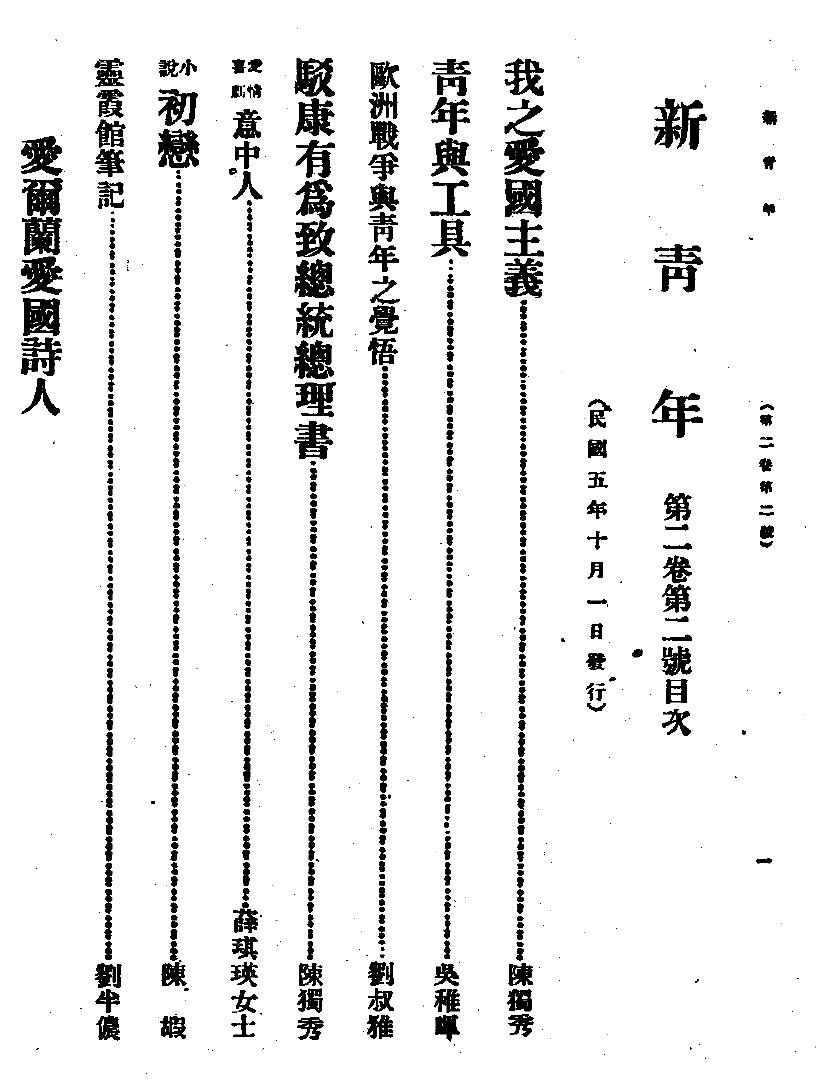 新青年 （第二卷第二號） 一
新青年 第二卷第二號目次
（民國五年十月一日發行）
我之愛國主義 陳獨秀
靑年與工具 吳稚暉
歐洲戰爭與靑年之覺悟 劉叔雅
駁康有爲致總統總理書 陳獨秀
愛情喜劇 意中人 薛琪瑛女士
小說 初戀 陳嘏
靈霞館筆記 劉半儂
愛爾蘭愛國詩人